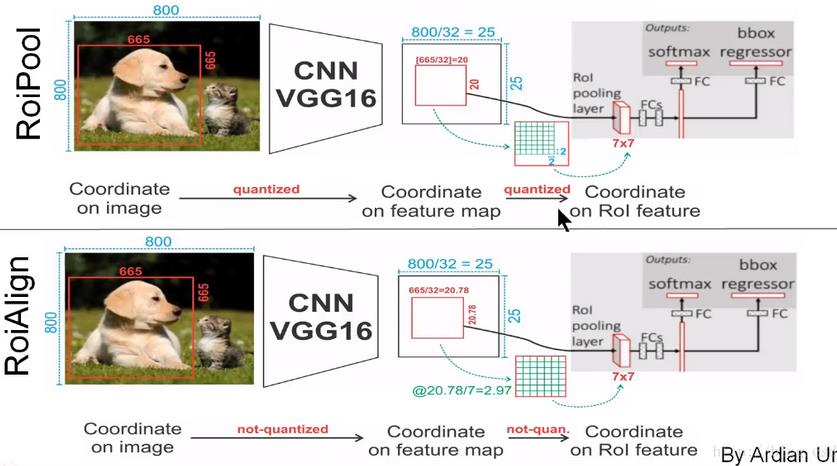 RoiPool
800
665
665
800
CNN
VGG16
800/32 = 25
[665/32]=20
20
25
2
2
RoI
pooling
layer
7x7
FCs
Outputs:
softmax
bbox
regressor
FC
FC
Coordinate
on image
quantized
Coordinate
on feature map
quantized
Coordinate
on RoI feature
RoiAlign
800
665
665
800
CNN
VGG16
800/32 = 25
665/32=20.78
20.78
25
@20.78/7=2.97
RoI
pooling
layer
7x7
FCs
Outputs:
softmax
bbox
regressor
FC
FC
Coordinate
on image
not-quantized
Coordinate
on feature map
not-quan.
Coordinate
on RoI feature
By Ardian Um